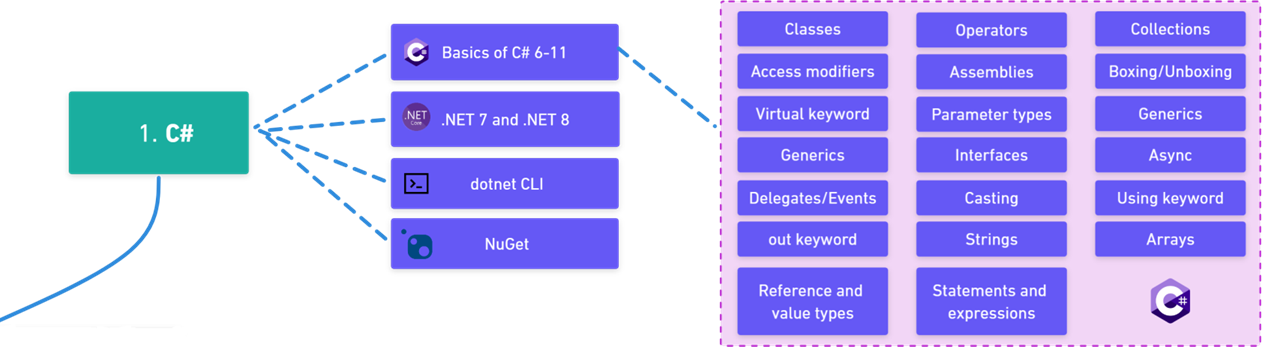 1. C#
Basics of C# 6-11
.NET
Core
.NET 7 and .NET 8
dotnet CLI
NuGet
Classes
Operators
Collections
Access modifiers
Assemblies
Boxing/Unboxing
Virtual keyword
Parameter types
Generics
Generics
Interfaces
Async
Delegates/Events
Casting
Using keyword
out keyword
Strings
Arrays
Reference and
value types
Statements and
expressions
C#